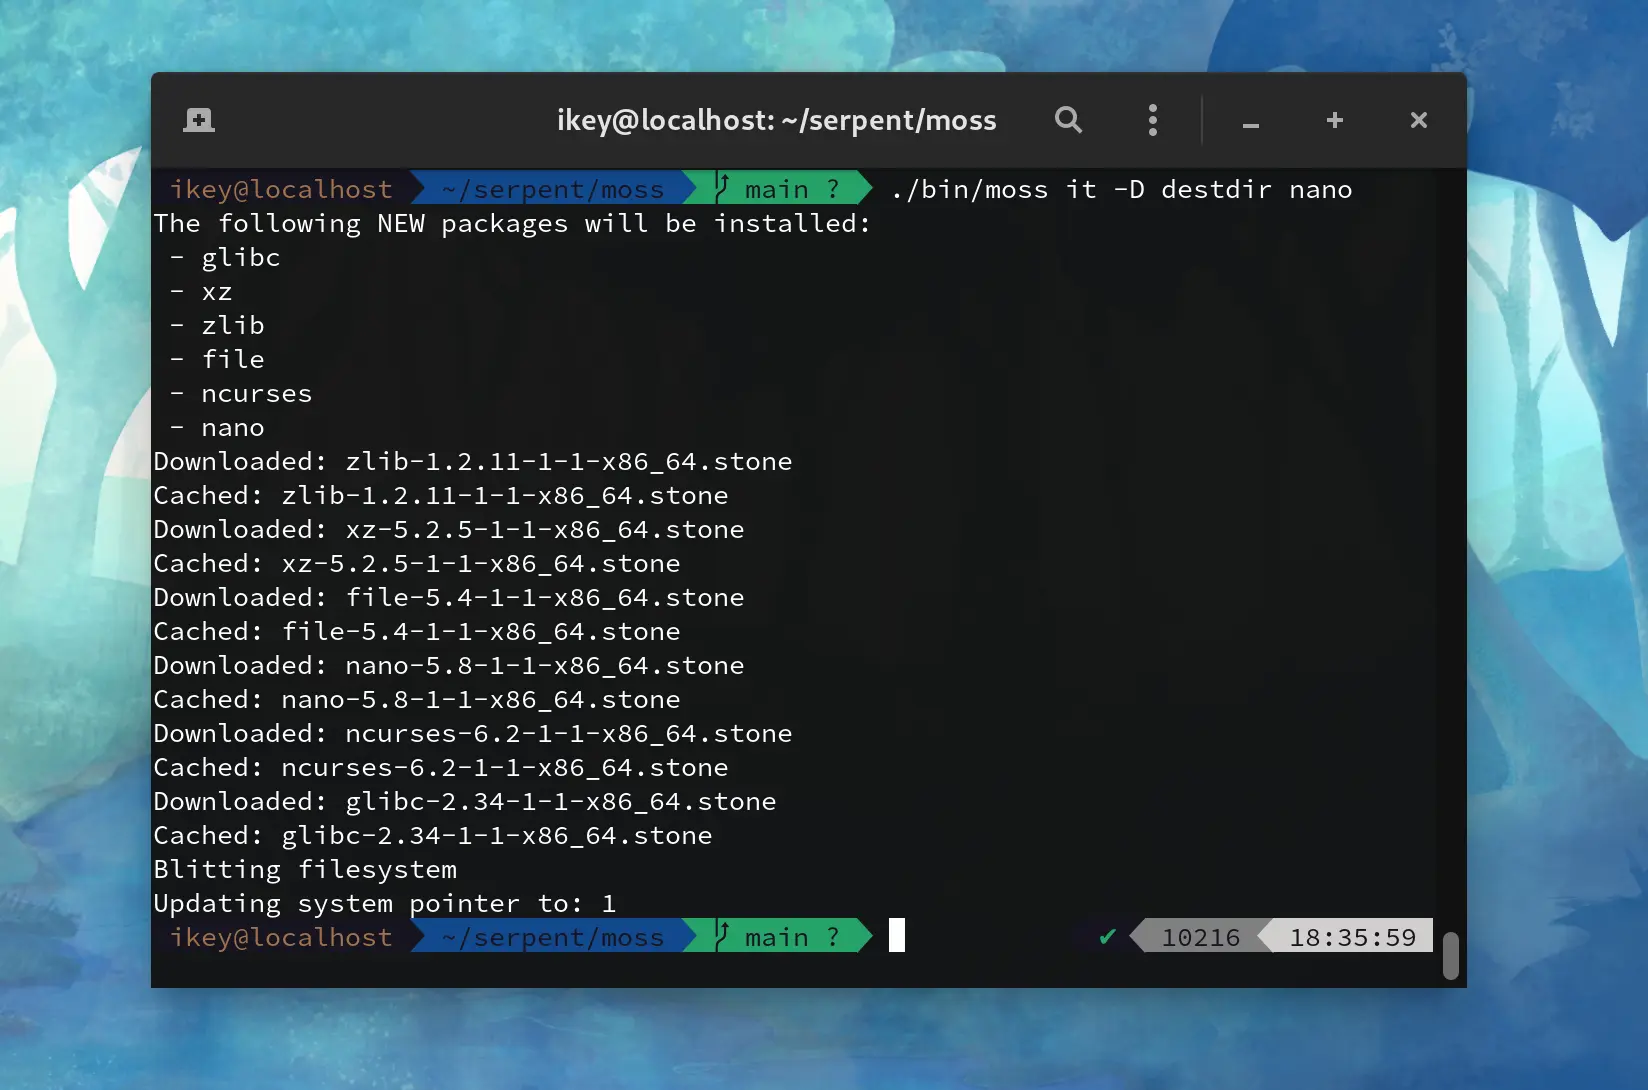 ikey@localhost: ~/serpent/moss
ikey@localhost ~/serpent/moss main ? ./bin/moss it -D destdir nano
The following NEW packages will be installed:
- glibc
- xz
- zlib
- file
- ncurses
- nano
Downloaded: zlib-1.2.11-1-1-x86_64.stone
Cached: zlib-1.2.11-1-1-x86_64.stone
Downloaded: xz-5.2.5-1-1-x86_64.stone
Cached: xz-5.2.5-1-1-x86_64.stone
Downloaded: file-5.4-1-1-x86_64.stone
Cached: file-5.4-1-1-x86_64.stone
Downloaded: nano-5.8-1-1-x86_64.stone
Cached: nano-5.8-1-1-x86_64.stone
Downloaded: ncurses-6.2-1-1-x86_64.stone
Cached: ncurses-6.2-1-1-x86_64.stone
Downloaded: glibc-2.34-1-1-x86_64.stone
Cached: glibc-2.34-1-1-x86_64.stone
Blitting filesystem
Updating system pointer to: 1
ikey@localhost ~/serpent/moss main ? ✔ 10216 18:35:59